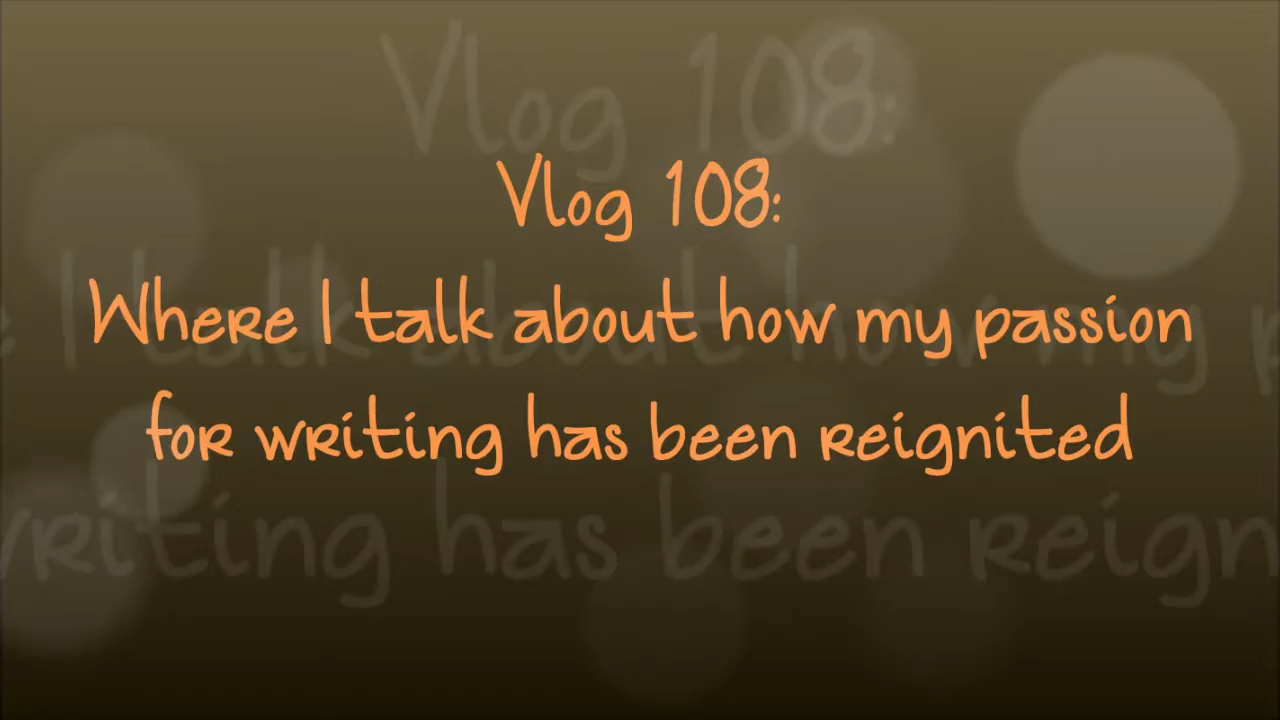 Vlog 108:
Where I talk about how my passion
for writing has been reignited